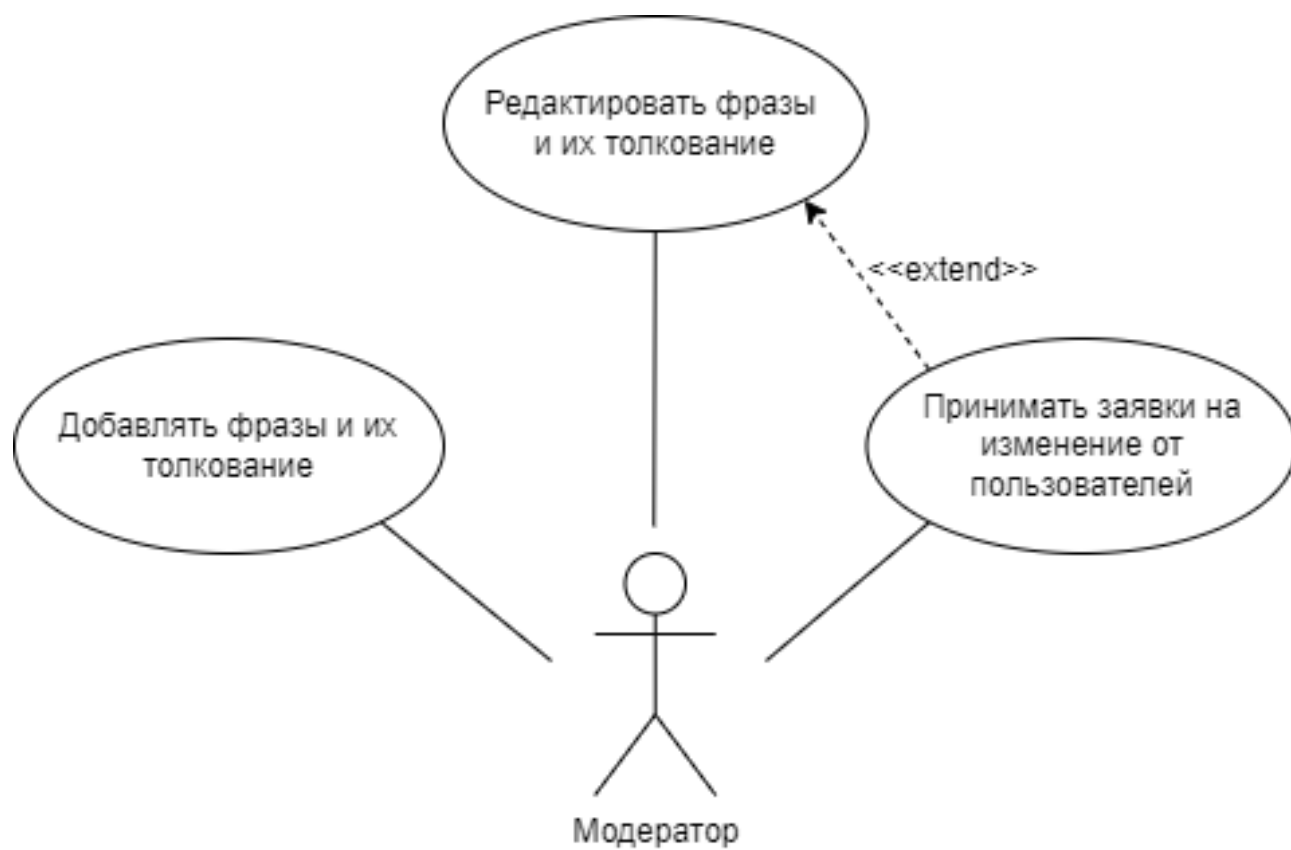 Редактировать фразы
и их толкование
<<extend>>
Добавлять фразы и их
толкование
Принимать заявки на
изменение от
пользователей
Модератор